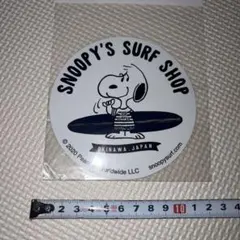 SNOOPY'S SURF SHOP
OKINAWA, JAPAN
© 2020 Peanuts Worldwide LLC
snoopysurf.com
1 2 3 4 5 6 7 8 9 10 1 2 3